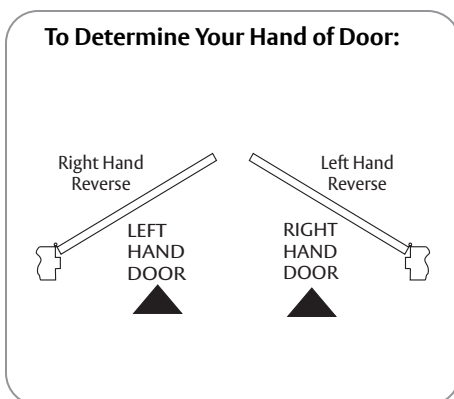 To Determine Your Hand of Door:
Right Hand
Reverse
Left Hand
Reverse
LEFT
HAND
DOOR
RIGHT
HAND
DOOR